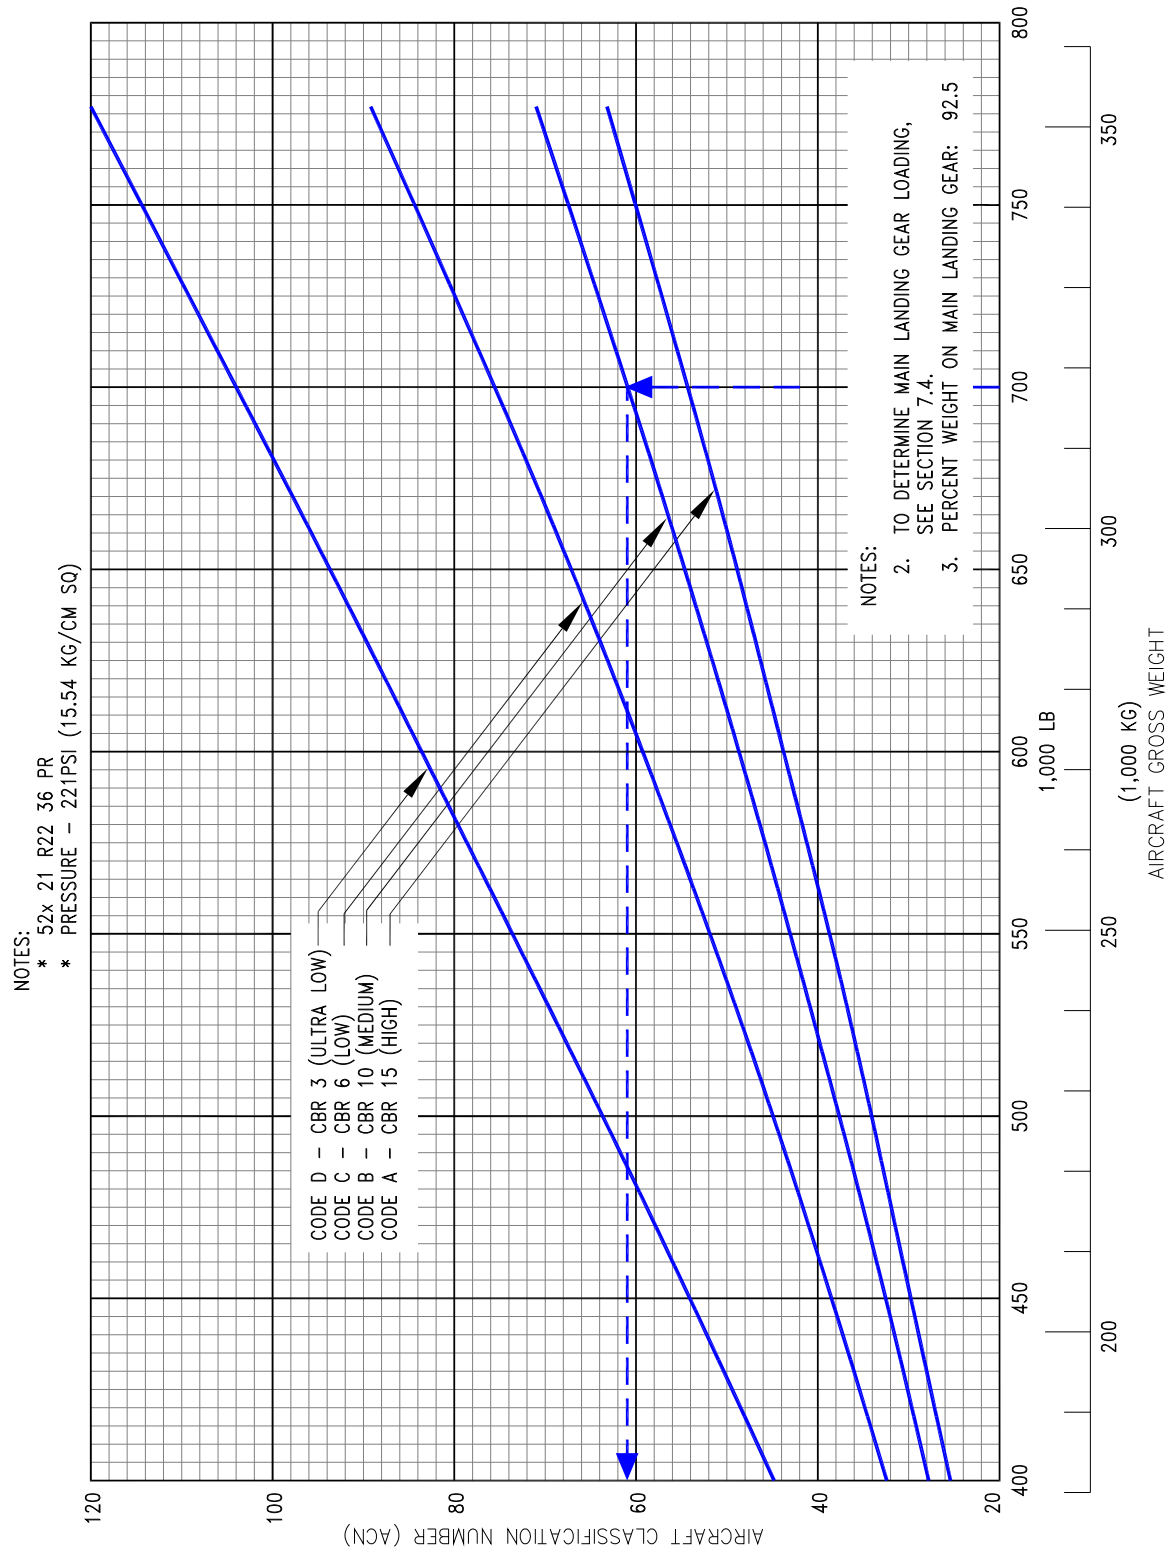 NOTES:
* 52x 21 R22 36 PR
* PRESSURE – 221PSI (15.54 KG/CM SQ)
120
100
80
60
40
20
AIRCRAFT CLASSIFICATION NUMBER (ACN)
CODE D – CBR 3 (ULTRA LOW)
CODE C – CBR 6 (LOW)
CODE B – CBR 10 (MEDIUM)
CODE A – CBR 15 (HIGH)
NOTES:
2. TO DETERMINE MAIN LANDING GEAR LOADING,
SEE SECTION 7.4.
3. PERCENT WEIGHT ON MAIN LANDING GEAR: 92.5
400 450 500 550 600 650 700 750 800
1,000 LB
200 250 300 350
(1,000 KG)
AIRCRAFT GROSS WEIGHT